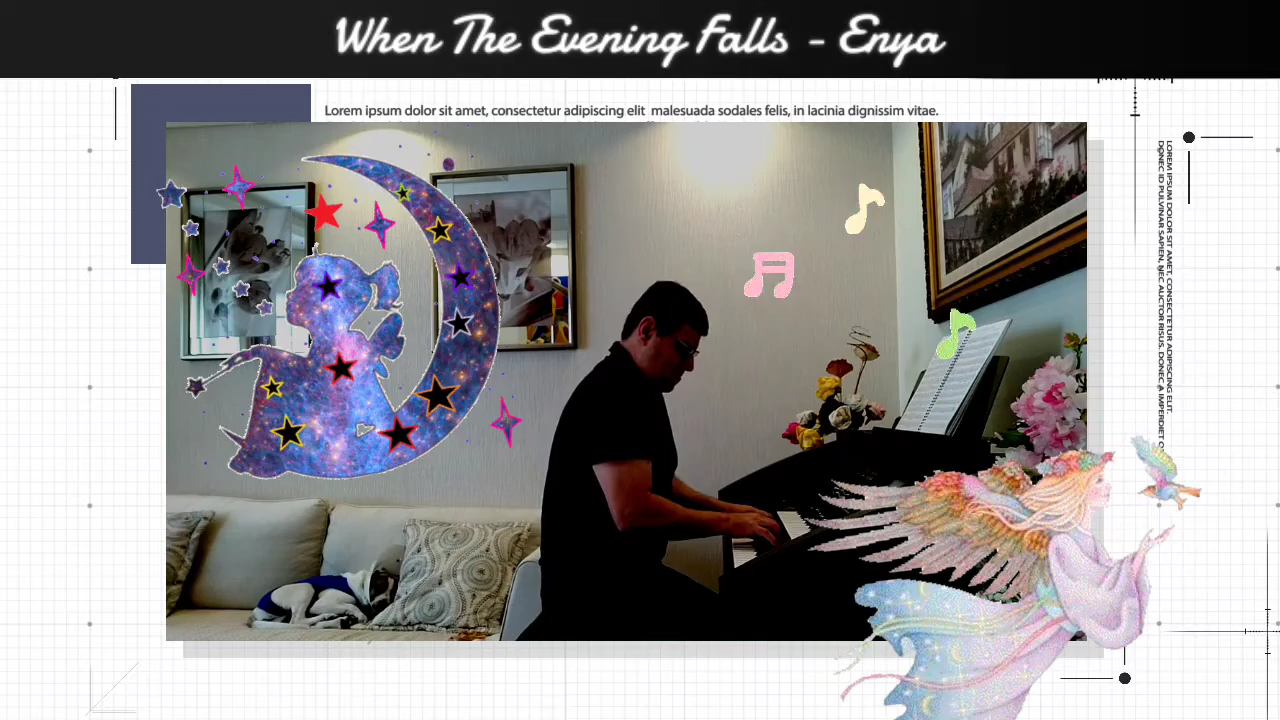 When The Evening Falls - Enya
Lorem ipsum dolor sit amet, consectetur adipiscing elit malesuada sodales felis, in lacinia dignissim vitae.
LOREM IPSUM DOLOR SIT AMET, CONSECTETUR ADIPISCING ELIT.
DONEC ID PULVINAR SAPIEN, NEC AUCTOR RISUS. DONEC A IMPERDIET